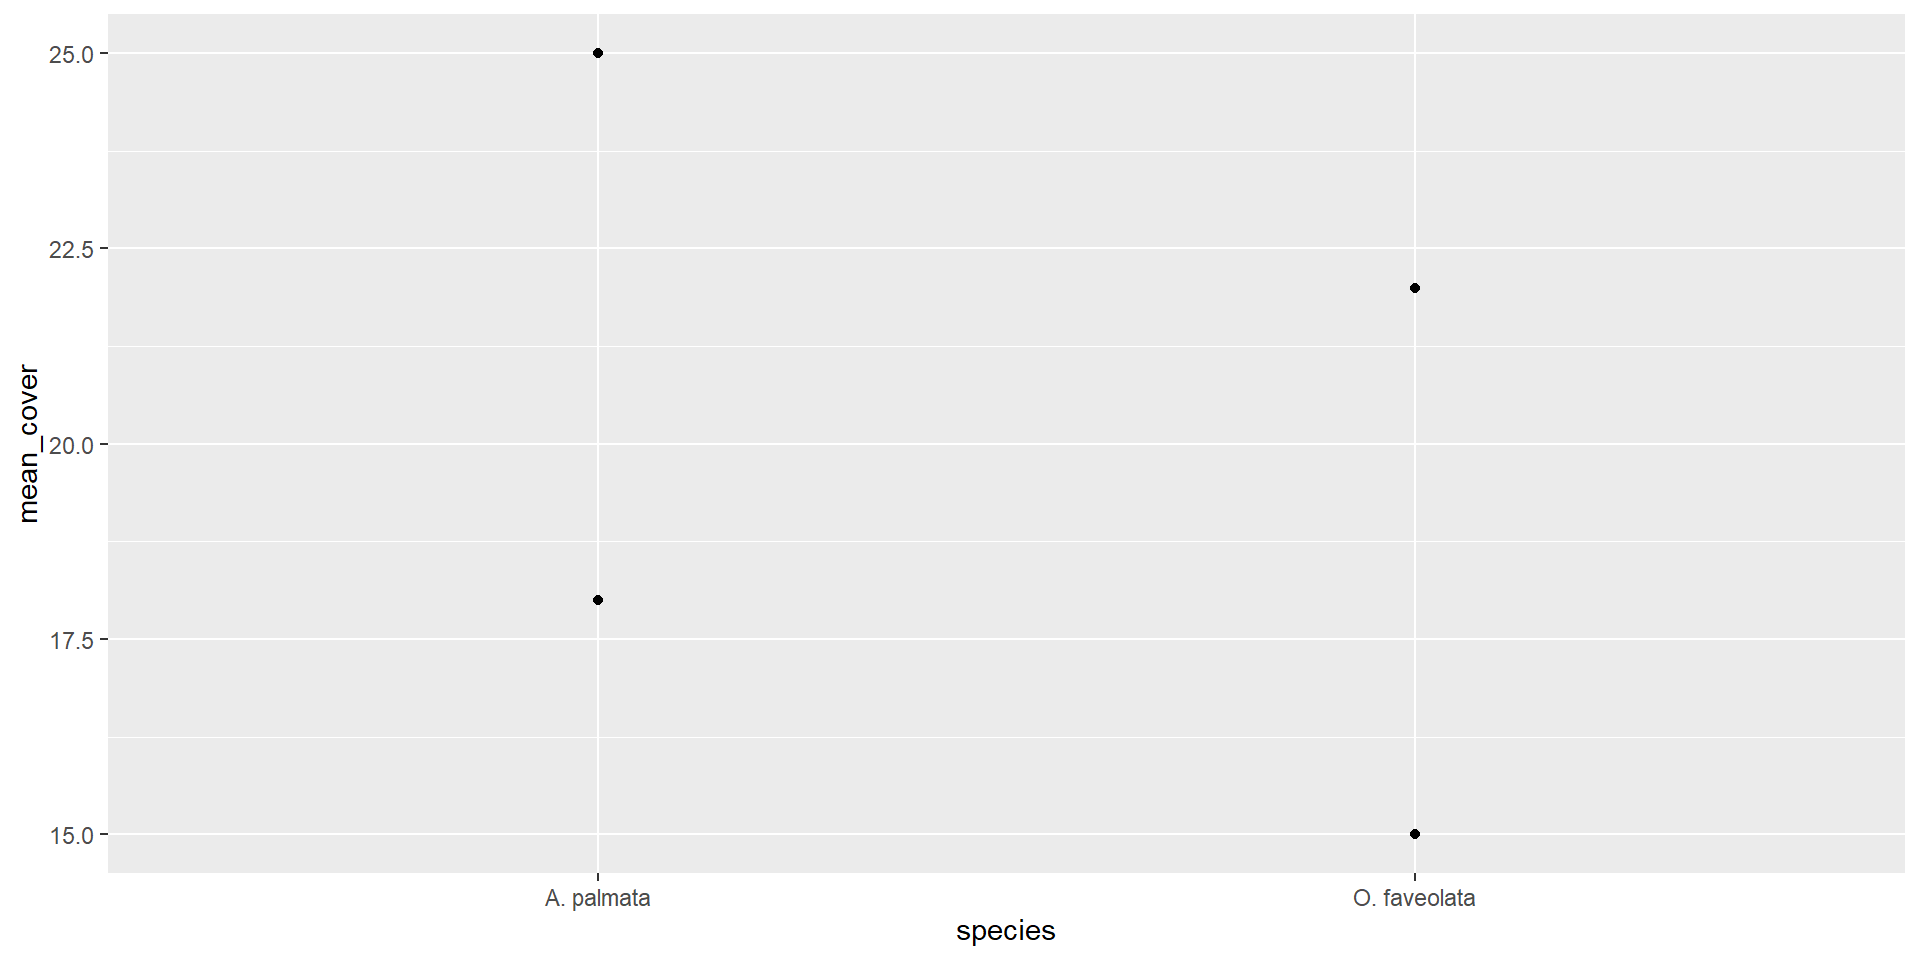 25.0
22.5
20.0
17.5
15.0
mean_cover
A. palmata
O. faveolata
species